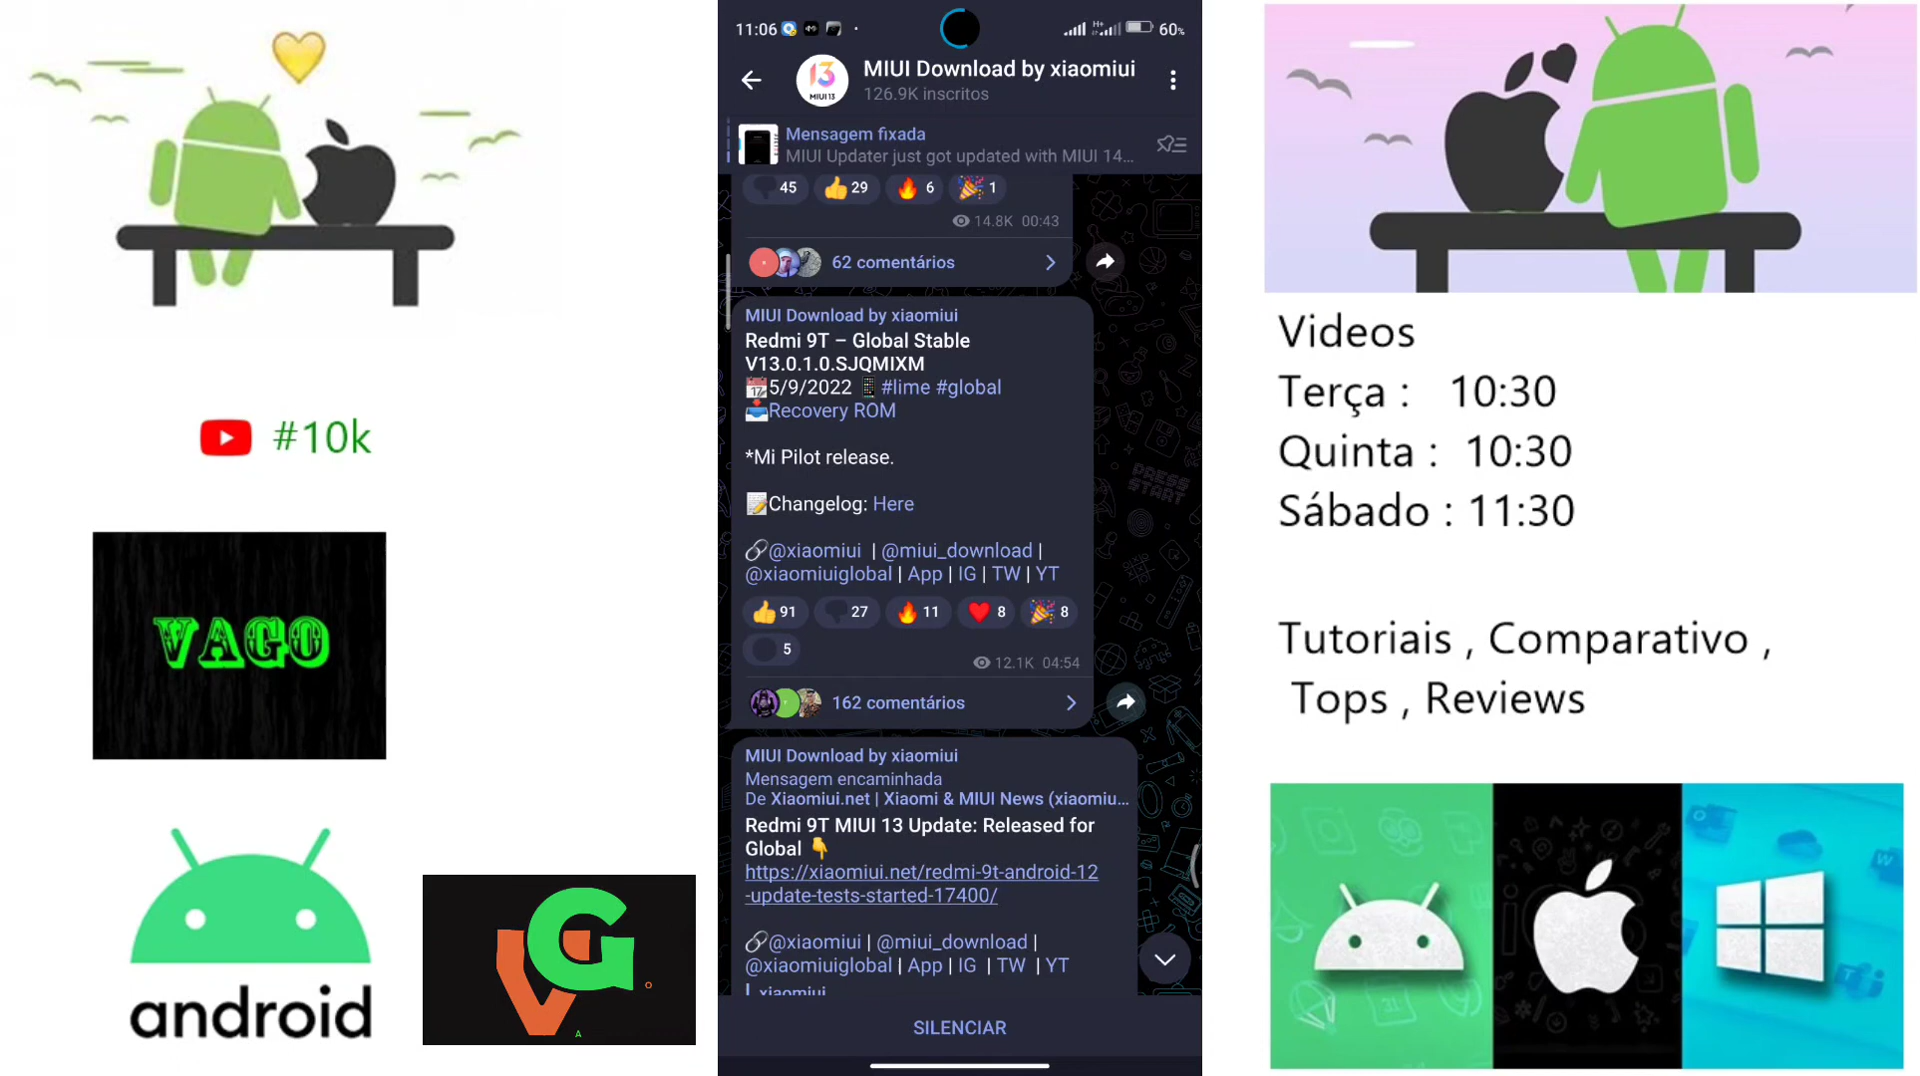 #10k
VAGO
android
G
V
O
A
11:06
H+
60%
13
MIUI 13
MIUI Download by xiaomiui
126.9K inscritos
Mensagem fixada
MIUI Updater just got updated with MIUI 14...
45 👍29 🔥 6 🎉 1
14.8K 00:43
62 comentários
MIUI Download by xiaomiui
Redmi 9T – Global Stable
V13.0.1.0.SJQMIXM
📆5/9/2022 📱#lime #global
📥Recovery ROM
*Mi Pilot release.
📝Changelog: Here
🔗@xiaomiui | @miui_download |
@xiaomiuiglobal | App | IG | TW | YT
👍91 👎27 🔥11 ❤️8 🎉8
5
12.1K 04:54
162 comentários
MIUI Download by xiaomiui
Mensagem encaminhada
De Xiaomiui.net | Xiaomi & MIUI News (xiaomiu...
Redmi 9T MIUI 13 Update: Released for
Global 👇
https://xiaomiui.net/redmi-9t-android-12
-update-tests-started-17400/
🔗@xiaomiui | @miui_download |
@xiaomiuiglobal | App | IG | TW | YT
xiaomiui
SILENCIAR
PRESS
START
Videos
Terça : 10:30
Quinta : 10:30
Sábado : 11:30
Tutoriais , Comparativo ,
Tops , Reviews